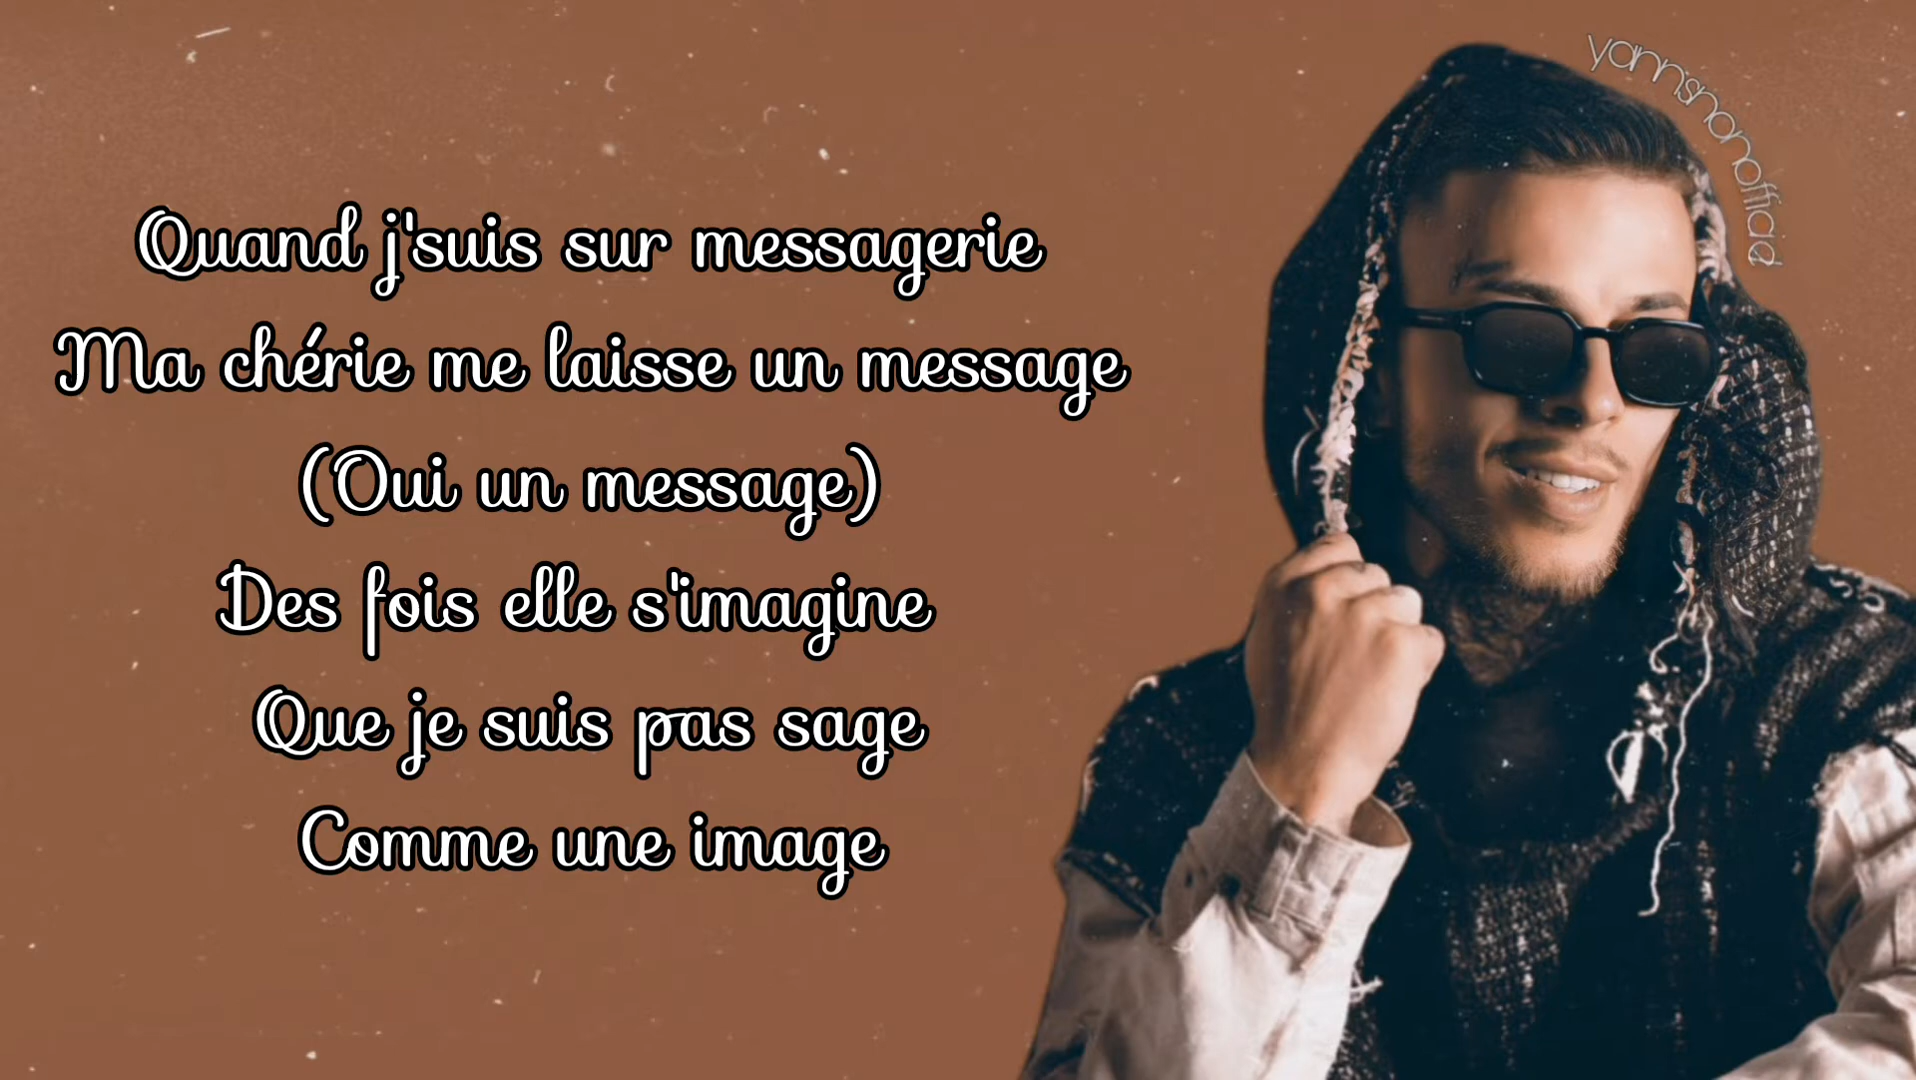 Quand j'suis sur messagerie
Ma chérie me laisse un message
(Oui un message)
Des fois elle s'imagine
Que je suis pas sage
Comme une image
yannisnonofficiel